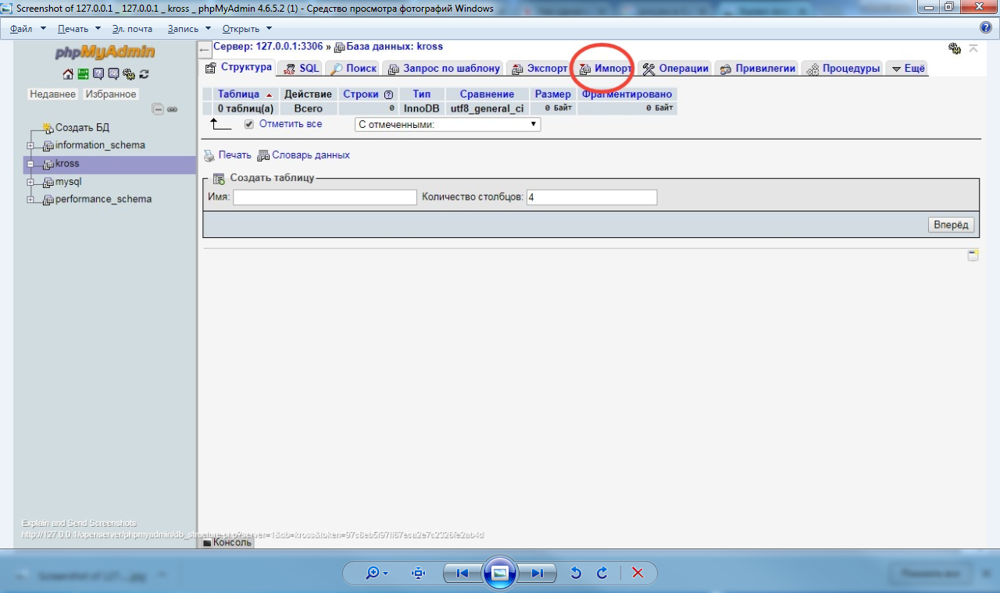 Screenshot of 127.0.0.1 _ 127.0.0.1 _ kross _ phpMyAdmin 4.6.5.2 (1) - Средство просмотра фотографий Windows
Файл Печать Эл. почта Запись Открыть
phpMyAdmin
Недавнее Избранное
Создать БД
information_schema
kross
mysql
performance_schema
Сервер: 127.0.0.1:3306 » База данных: kross
Структура SQL Поиск Запрос по шаблону Экспорт Импорт Операции Привилегии Процедуры Ещё
Таблица Действие Строки Тип Сравнение Размер Фрагментировано
0 таблиц(а) Всего 0 InnoDB utf8_general_ci 0 Байт 0 Байт
Отметить все С отмеченными:
Печать Словарь данных
Создать таблицу
Имя: Количество столбцов: 4
Вперёд
Explain and Send Screenshots
http://127.0.0.1/openserver/phpmyadmin/db_structure.php?server=1&db=kross&token=97c8eb5f97ff67eca2e7c2326fe2ab4d
Консоль